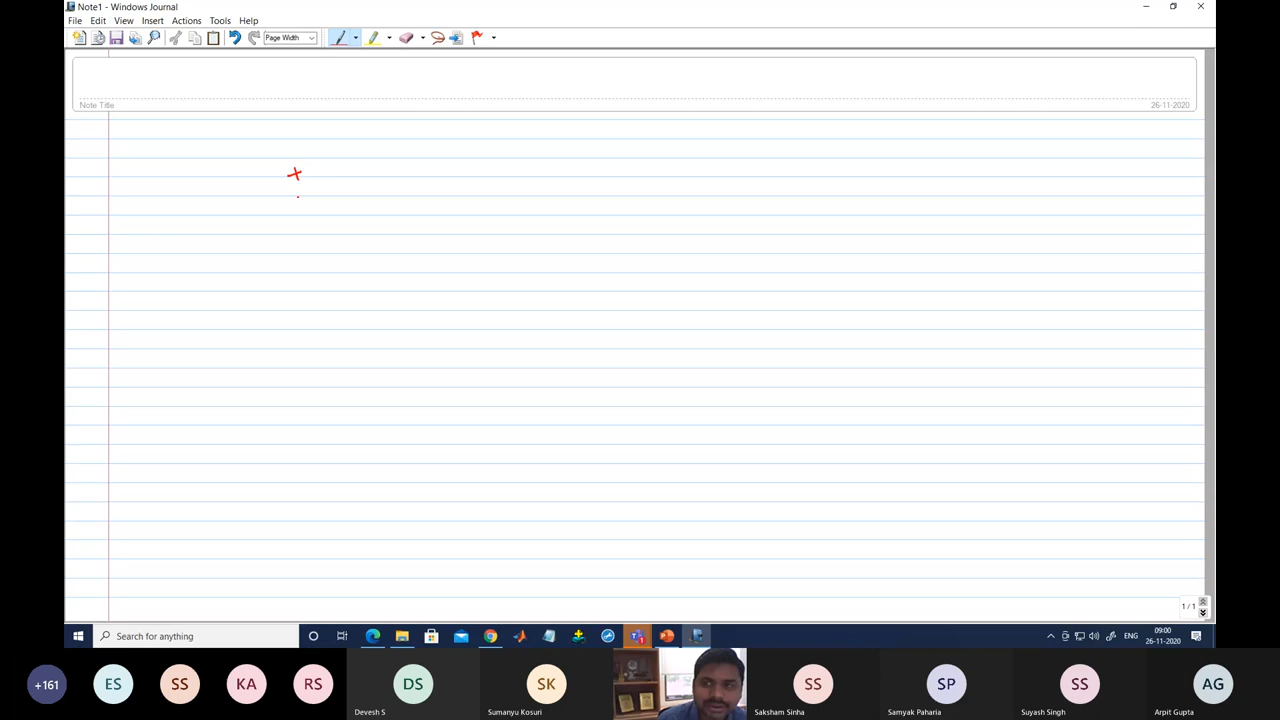 Note1 - Windows Journal
File Edit View Insert Actions Tools Help
Page Width
Note Title
26-11-2020
+
1 / 1
Search for anything
ENG
09:00
26-11-2020
+161
ES
SS
KA
RS
DS
Devesh S
SK
Sumanyu Kosuri
SS
Saksham Sinha
SP
Samyak Paharia
SS
Suyash Singh
AG
Arpit Gupta